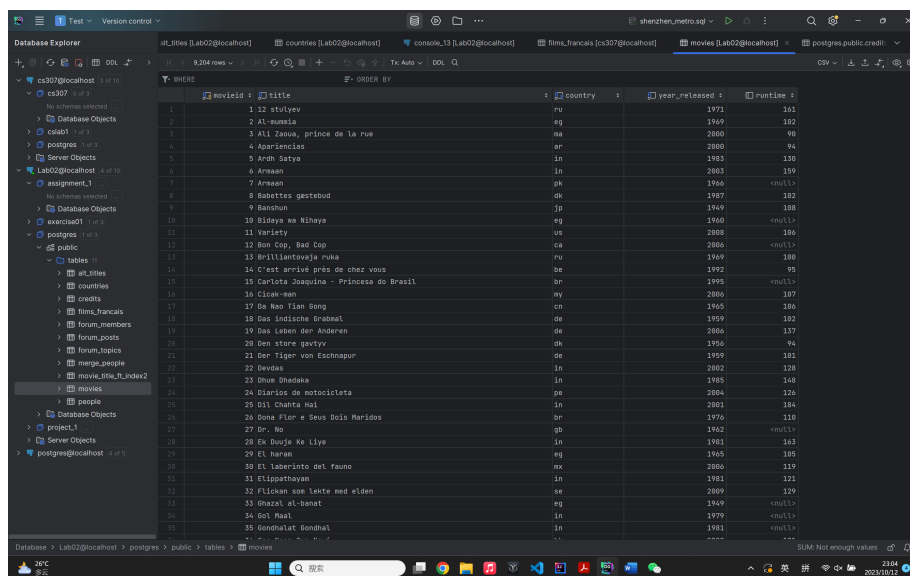 T Test Version control shenzhen_metro.sql
Database Explorer
alt_titles [Lab02@localhost] countries [Lab02@localhost] console_13 [Lab02@localhost] films_francais [cs307@localhost] movies [Lab02@localhost] postgres.public.credit
DDL 9,204 rows Tx: Auto DDL CSV
WHERE ORDER BY
cs307@localhost 3 of 10
cs307 0 of 3
No schemas selected ...
Database Objects
cslab1 1 of 3
postgres 1 of 3
Server Objects
Lab02@localhost 4 of 10
assignment_1 ...
No schemas selected ...
Database Objects
exercise01 1 of 3
postgres 1 of 3
public
tables 11
alt_titles
countries
credits
films_francais
forum_members
forum_posts
forum_topics
merge_people
movie_title_ft_index2
movies
people
Database Objects
project_1 ...
Server Objects
postgres@localhost 4 of 5
movieid title country year_released runtime
1 1 12 stulyev ru 1971 161
2 2 Al-mummia eg 1969 102
3 3 Ali Zaoua, prince de la rue ma 2000 90
4 4 Apariencias ar 2000 94
5 5 Ardh Satya in 1983 130
6 6 Armaan in 2003 159
7 7 Armaan pk 1966 <null>
8 8 Babettes gæstebud dk 1987 102
9 9 Banshun jp 1949 108
10 10 Bidaya wa Nihaya eg 1960 <null>
11 11 Variety us 2008 106
12 12 Bon Cop, Bad Cop ca 2006 <null>
13 13 Brilliantovaja ruka ru 1969 100
14 14 C'est arrivé près de chez vous be 1992 95
15 15 Carlota Joaquina - Princesa do Brasil br 1995 <null>
16 16 Cicak-man my 2006 107
17 17 Da Nao Tian Gong cn 1965 106
18 18 Das indische Grabmal de 1959 102
19 19 Das Leben der Anderen de 2006 137
20 20 Den store gavtyv dk 1956 94
21 21 Der Tiger von Eschnapur de 1959 101
22 22 Devdas in 2002 128
23 23 Dhum Dhadaka in 1985 148
24 24 Diarios de motocicleta pe 2004 126
25 25 Dil Chahta Hai in 2001 184
26 26 Dona Flor e Seus Dois Maridos br 1976 110
27 27 Dr. No gb 1962 <null>
28 28 Ek Duuje Ke Liye in 1981 163
29 29 El haram eg 1965 105
30 30 El laberinto del fauno mx 2006 119
31 31 Elippathayam in 1981 121
32 32 Flickan som lekte med elden se 2009 129
33 33 Ghazal al-banat eg 1949 <null>
34 34 Gol Maal in 1979 <null>
35 35 Gondhalat Gondhal in 1981 <null>
Database > Lab02@localhost > postgres > public > tables > movies SUM: Not enough values
26°C
多云
搜索
英 拼
23:04
2023/10/12